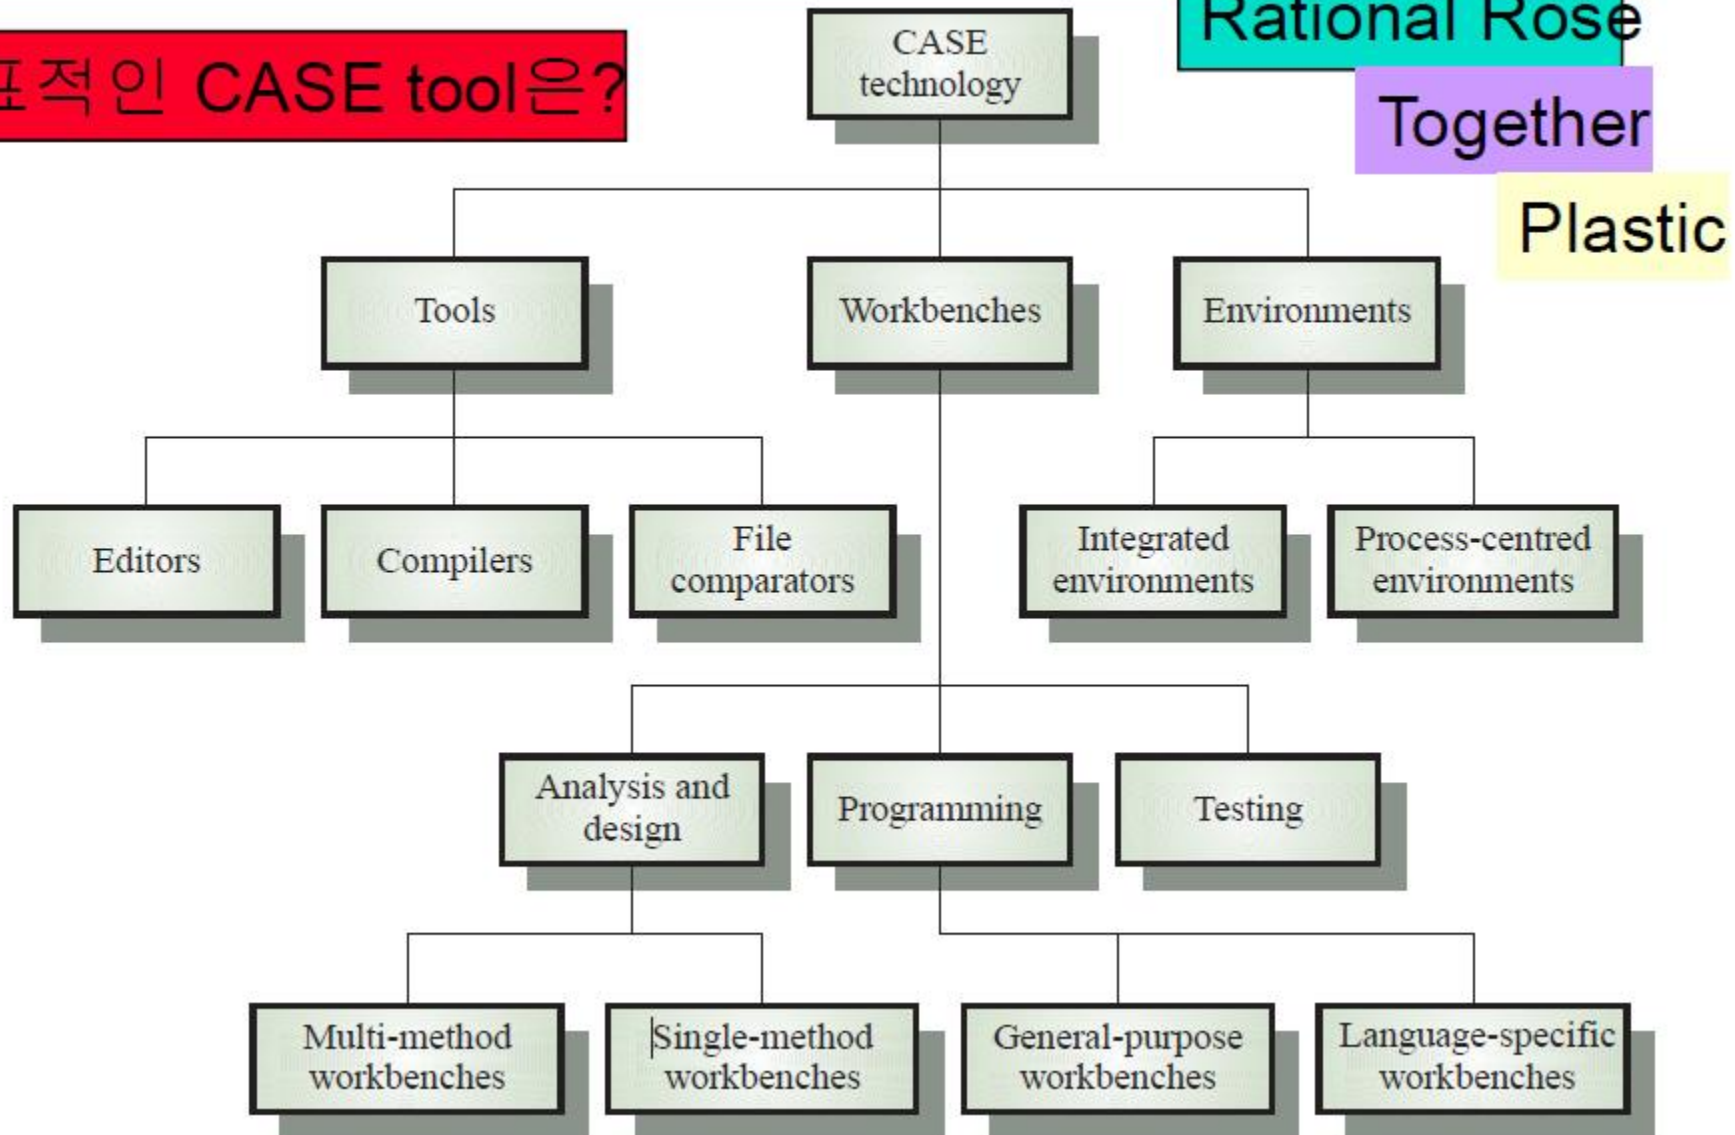 표적인 CASE tool은?
CASE
technology
Rational Rose
Together
Plastic
Tools
Workbenches
Environments
Editors
Compilers
File
comparators
Integrated
environments
Process-centred
environments
Analysis and
design
Programming
Testing
Multi-method
workbenches
Single-method
workbenches
General-purpose
workbenches
Language-specific
workbenches